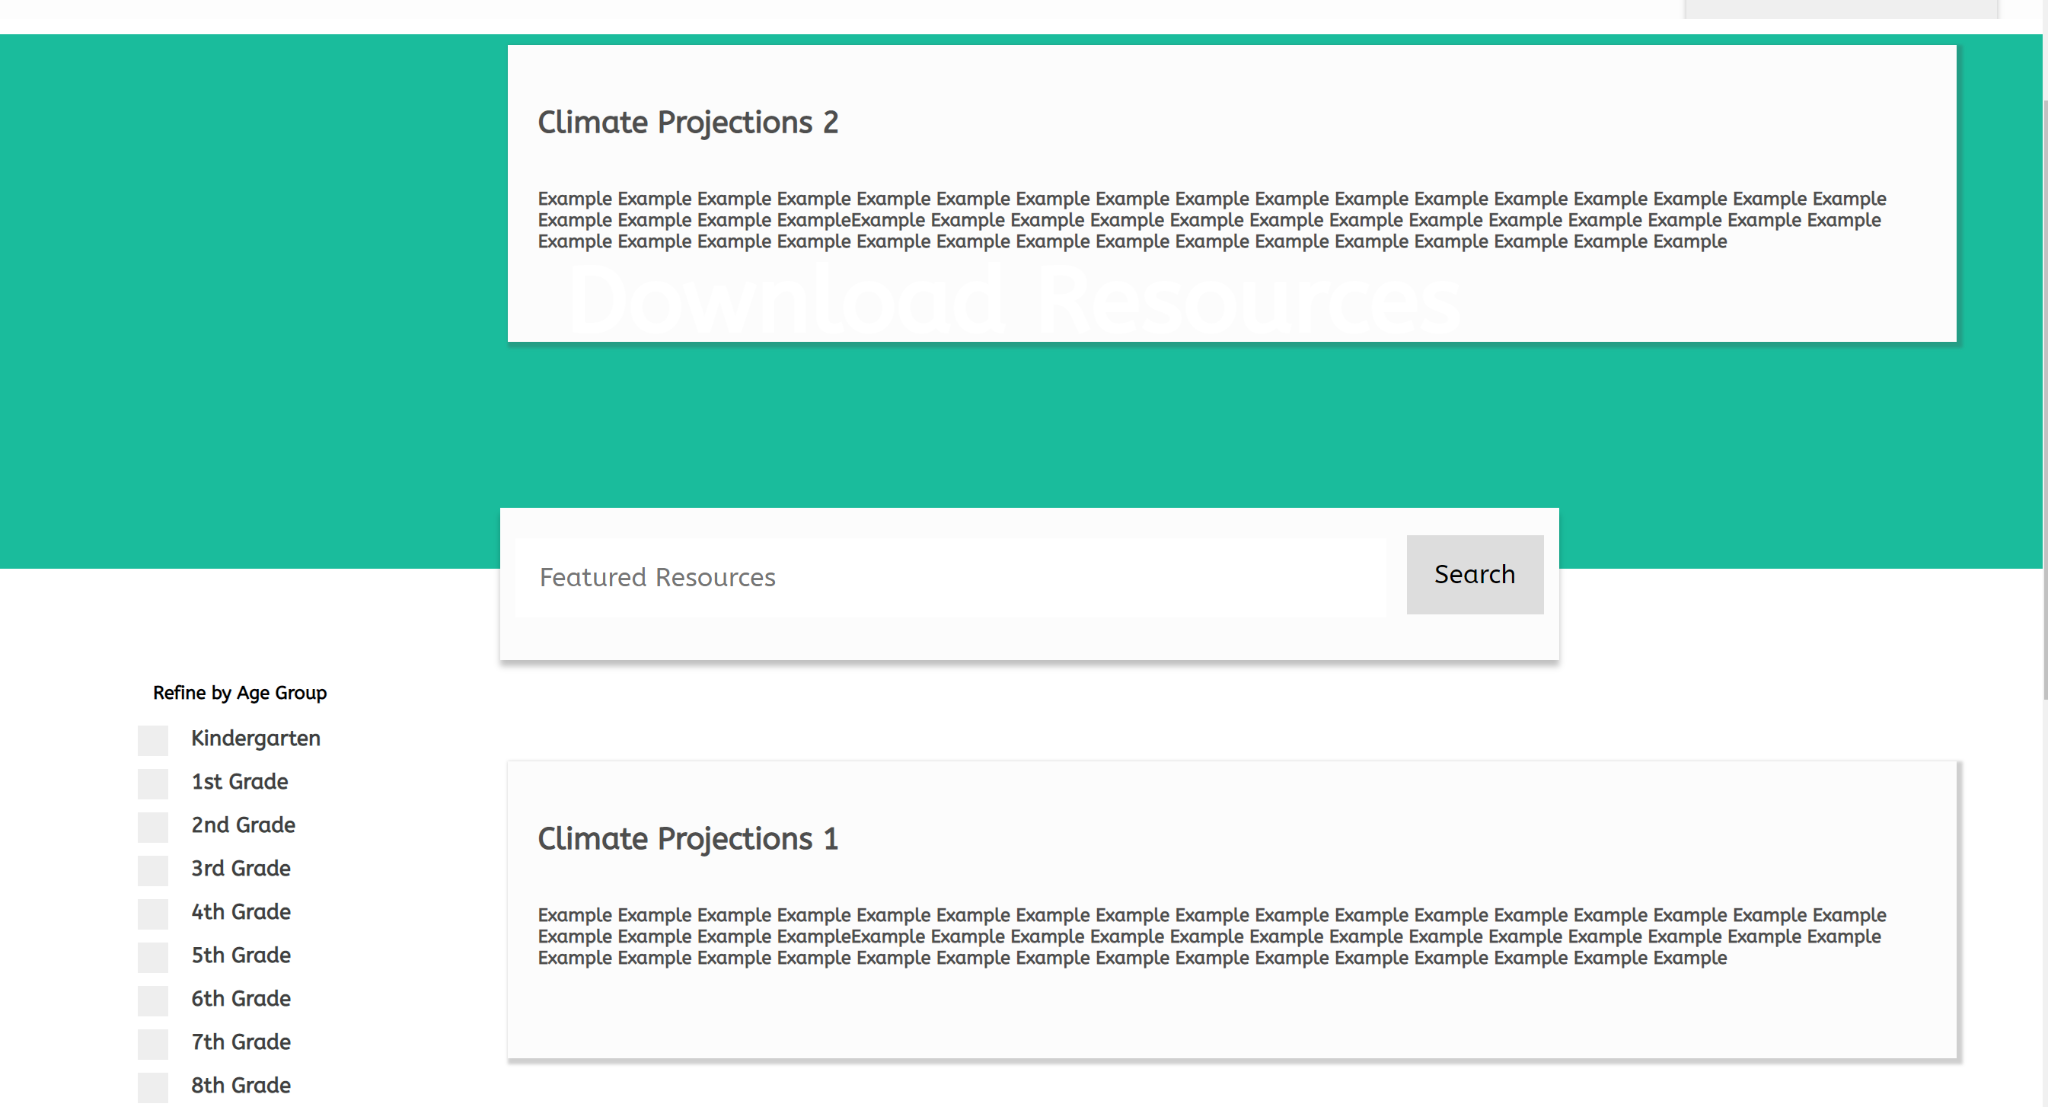 Climate Projections 2
Example Example Example Example Example Example Example Example Example Example Example Example Example Example Example Example Example
Example Example Example ExampleExample Example Example Example Example Example Example Example Example Example Example Example Example
Example Example Example Example Example Example Example Example Example Example Example Example Example Example Example
Download Resources
Featured Resources
Search
Refine by Age Group
Kindergarten
1st Grade
2nd Grade
3rd Grade
4th Grade
5th Grade
6th Grade
7th Grade
8th Grade
Climate Projections 1
Example Example Example Example Example Example Example Example Example Example Example Example Example Example Example Example Example
Example Example Example ExampleExample Example Example Example Example Example Example Example Example Example Example Example Example
Example Example Example Example Example Example Example Example Example Example Example Example Example Example Example